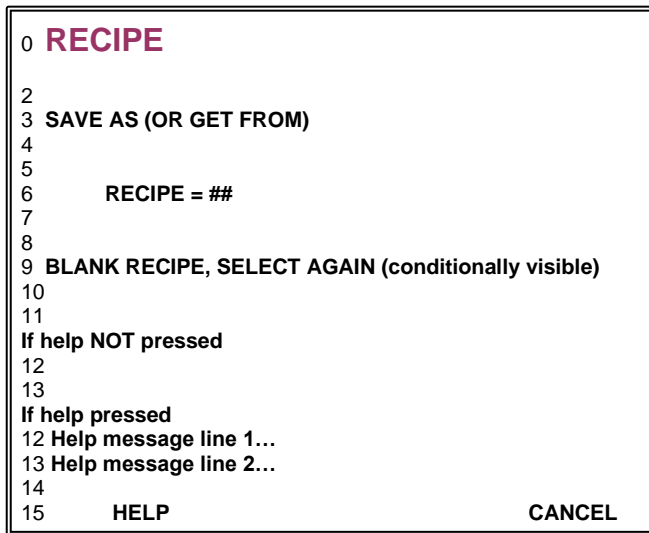 0 RECIPE
2
3 SAVE AS (OR GET FROM)
4
5
6 RECIPE = ##
7
8
9 BLANK RECIPE, SELECT AGAIN (conditionally visible)
10
11
If help NOT pressed
12
13
If help pressed
12 Help message line 1…
13 Help message line 2…
14
15 HELP CANCEL